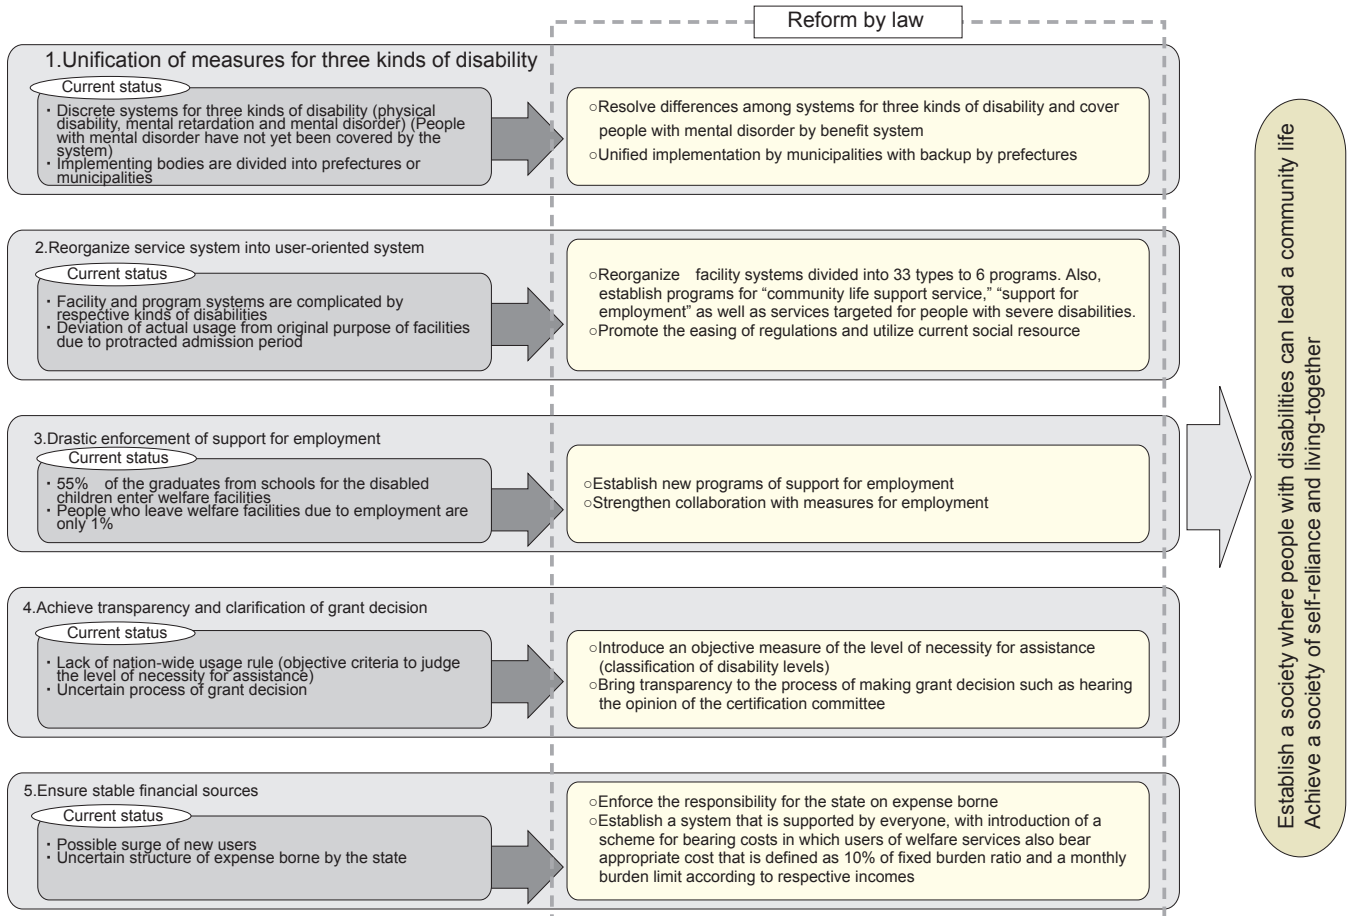 Reform by law
1.Unification of measures for three kinds of disability
Current status
・Discrete systems for three kinds of disability (physical
disability, mental retardation and mental disorder) (People
with mental disorder have not yet been covered by the
system)
・Implementing bodies are divided into prefectures or
municipalities
○Resolve differences among systems for three kinds of disability and cover
people with mental disorder by benefit system
○Unified implementation by municipalities with backup by prefectures
2.Reorganize service system into user-oriented system
Current status
・Facility and program systems are complicated by
respective kinds of disabilities
・Deviation of actual usage from original purpose of facilities
due to protracted admission period
○Reorganize facility systems divided into 33 types to 6 programs. Also,
establish programs for “community life support service,” “support for
employment” as well as services targeted for people with severe disabilities.
○Promote the easing of regulations and utilize current social resource
3.Drastic enforcement of support for employment
Current status
・55% of the graduates from schools for the disabled
children enter welfare facilities
・People who leave welfare facilities due to employment are
only 1%
○Establish new programs of support for employment
○Strengthen collaboration with measures for employment
4.Achieve transparency and clarification of grant decision
Current status
・Lack of nation-wide usage rule (objective criteria to judge
the level of necessity for assistance)
・Uncertain process of grant decision
○Introduce an objective measure of the level of necessity for assistance
(classification of disability levels)
○Bring transparency to the process of making grant decision such as hearing
the opinion of the certification committee
5.Ensure stable financial sources
Current status
・Possible surge of new users
・Uncertain structure of expense borne by the state
○Enforce the responsibility for the state on expense borne
○Establish a system that is supported by everyone, with introduction of a
scheme for bearing costs in which users of welfare services also bear
appropriate cost that is defined as 10% of fixed burden ratio and a monthly
burden limit according to respective incomes
Establish a society where people with disabilities can lead a community life
Achieve a society of self-reliance and living-together